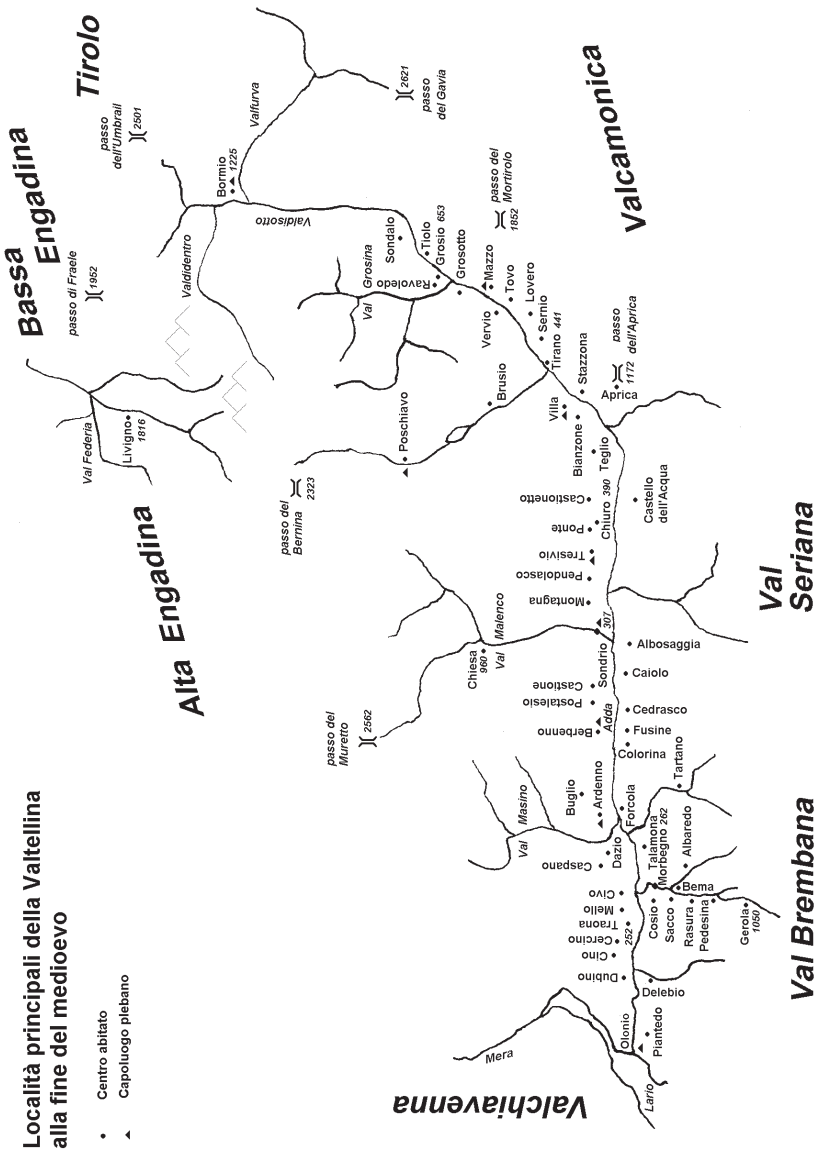 Località principali della Valtellina
alla fine del medioevo
Centro abitato
Capoluogo plebano
Bassa
Engadina
Tirolo
Alta Engadina
Valcamonica
Val
Seriana
Val Brembana
Valchiavenna
passo
dell'Umbrail
2501
passo di Fraele
1952
passo
del Gavia
2621
passo del
Mortirolo
1852
passo
dell'Aprica
1172
passo del
Bernina
2323
passo del
Muretto
2562
Val Federia
Livigno
1816
Valdidentro
Bormio
1225
Valfurva
Valdisotto
Sondalo
Tiolo
Grosio 653
Val Grosina
Ravoledo
Grosotto
Mazzo
Vervio
Tovo
Lovero
Sernio
Tirano 441
Stazzona
Aprica
Poschiavo
Brusio
Villa
Bianzone
Teglio
Castionetto
Chiuro 390
Castello
dell'Acqua
Ponte
Tresivio
Pendolasco
Montagna
Chiesa
960
Val Malenco
307
Sondrio
Albosaggia
Caiolo
Castione
Postalesio
Berbenno
Adda
Cedrasco
Fusine
Colorina
Val Masino
Buglio
Ardenno
Forcola
Tartano
Dazio
Caspano
Talamona
Morbegno 262
Albaredo
Bema
Civo
Mello
Traona
252
Cercino
Cino
Dubino
Cosio
Sacco
Rasura
Pedesina
Gerola
1050
Delebio
Olonio
Piantedo
Mera
Lario